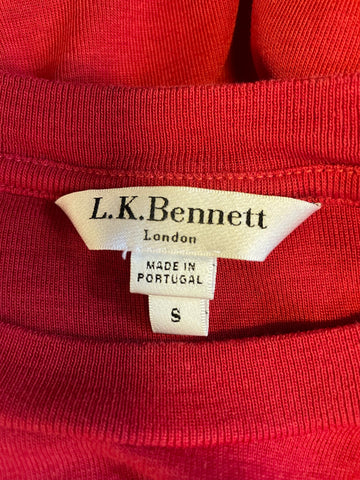 L.K.Bennett
London
MADE IN
PORTUGAL
S